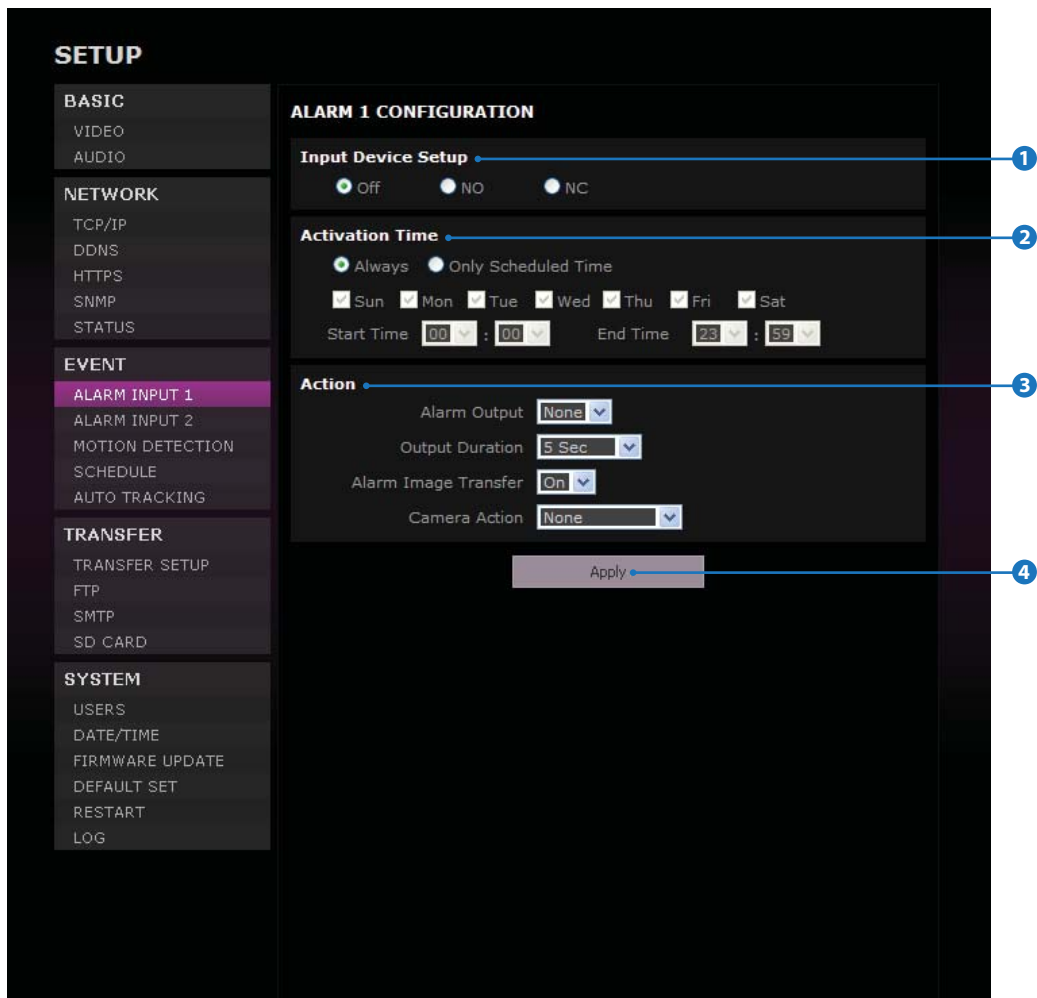 SETUP
BASIC
VIDEO
AUDIO
NETWORK
TCP/IP
DDNS
HTTPS
SNMP
STATUS
EVENT
ALARM INPUT 1
ALARM INPUT 2
MOTION DETECTION
SCHEDULE
AUTO TRACKING
TRANSFER
TRANSFER SETUP
FTP
SMTP
SD CARD
SYSTEM
USERS
DATE/TIME
FIRMWARE UPDATE
DEFAULT SET
RESTART
LOG
ALARM 1 CONFIGURATION
Input Device Setup 1
Off NO NC
Activation Time 2
Always Only Scheduled Time
Sun Mon Tue Wed Thu Fri Sat
Start Time 00 : 00 End Time 23 : 59
Action 3
Alarm Output None
Output Duration 5 Sec
Alarm Image Transfer On
Camera Action None
Apply 4